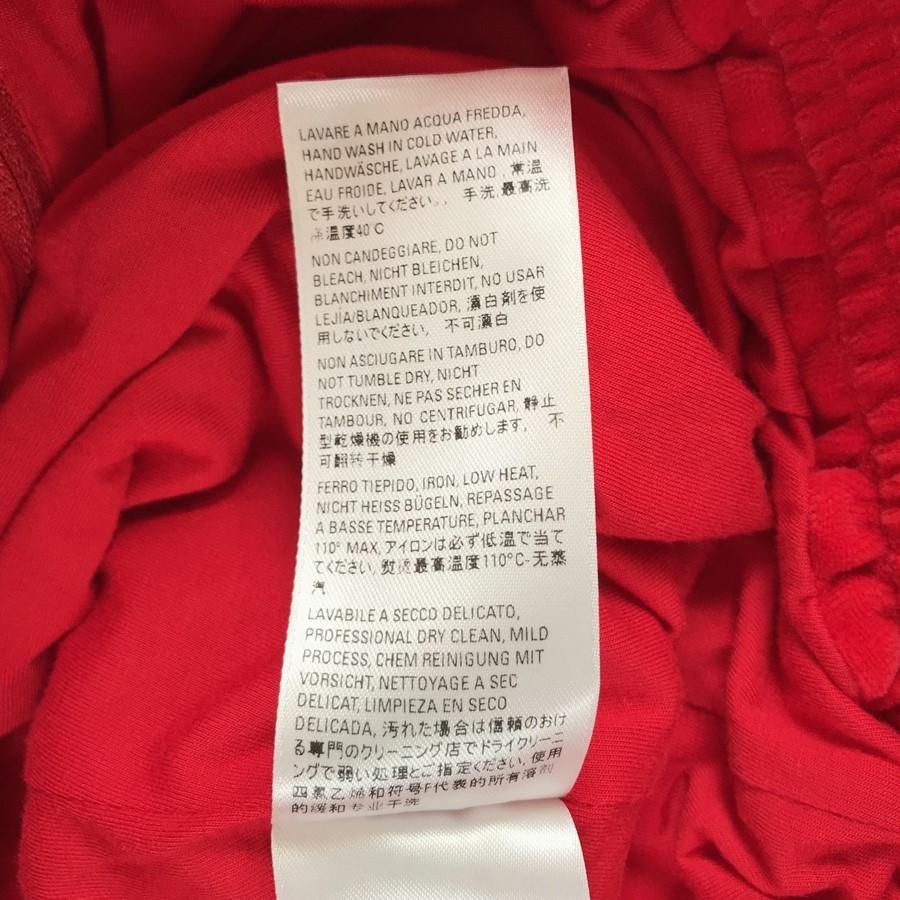 LAVARE A MANO ACQUA FREDDA,
HAND WASH IN COLD WATER,
HANDWÄSCHE, LAVAGE A LA MAIN
EAU FROIDE, LAVAR A MANO , 常温
で手洗いしてください。, 手洗,最高洗
涤温度40℃
NON CANDEGGIARE, DO NOT
BLEACH, NICHT BLEICHEN,
BLANCHIMENT INTERDIT, NO USAR
LEJÍA/BLANQUEADOR, 漂白剤を使
用しないでください, 不可漂白
NON ASCIUGARE IN TAMBURO, DO
NOT TUMBLE DRY, NICHT
TROCKNEN, NE PAS SECHER EN
TAMBOUR, NO CENTRIFUGAR, 静止
型乾燥機の使用をお勧めします, 不
可翻转干燥
FERRO TIEPIDO, IRON, LOW HEAT,
NICHT HEISS BÜGELN, REPASSAGE
A BASSE TEMPERATURE, PLANCHAR
110° MAX, アイロンは必ず低温で当て
てください, 熨烫最高温度110°C-无蒸
汽
LAVABILE A SECCO DELICATO,
PROFESSIONAL DRY CLEAN, MILD
PROCESS, CHEM REINIGUNG MIT
VORSICHT, NETTOYAGE A SEC
DELICAT, LIMPIEZA EN SECO
DELICADA, 汚れた場合は信頼のおけ
る専門のクリーニング店でドライクリーニ
ングで弱い処理とご指定ください, 使用
四氯乙烯和符号F代表的所有溶剂
的缓和专业干洗